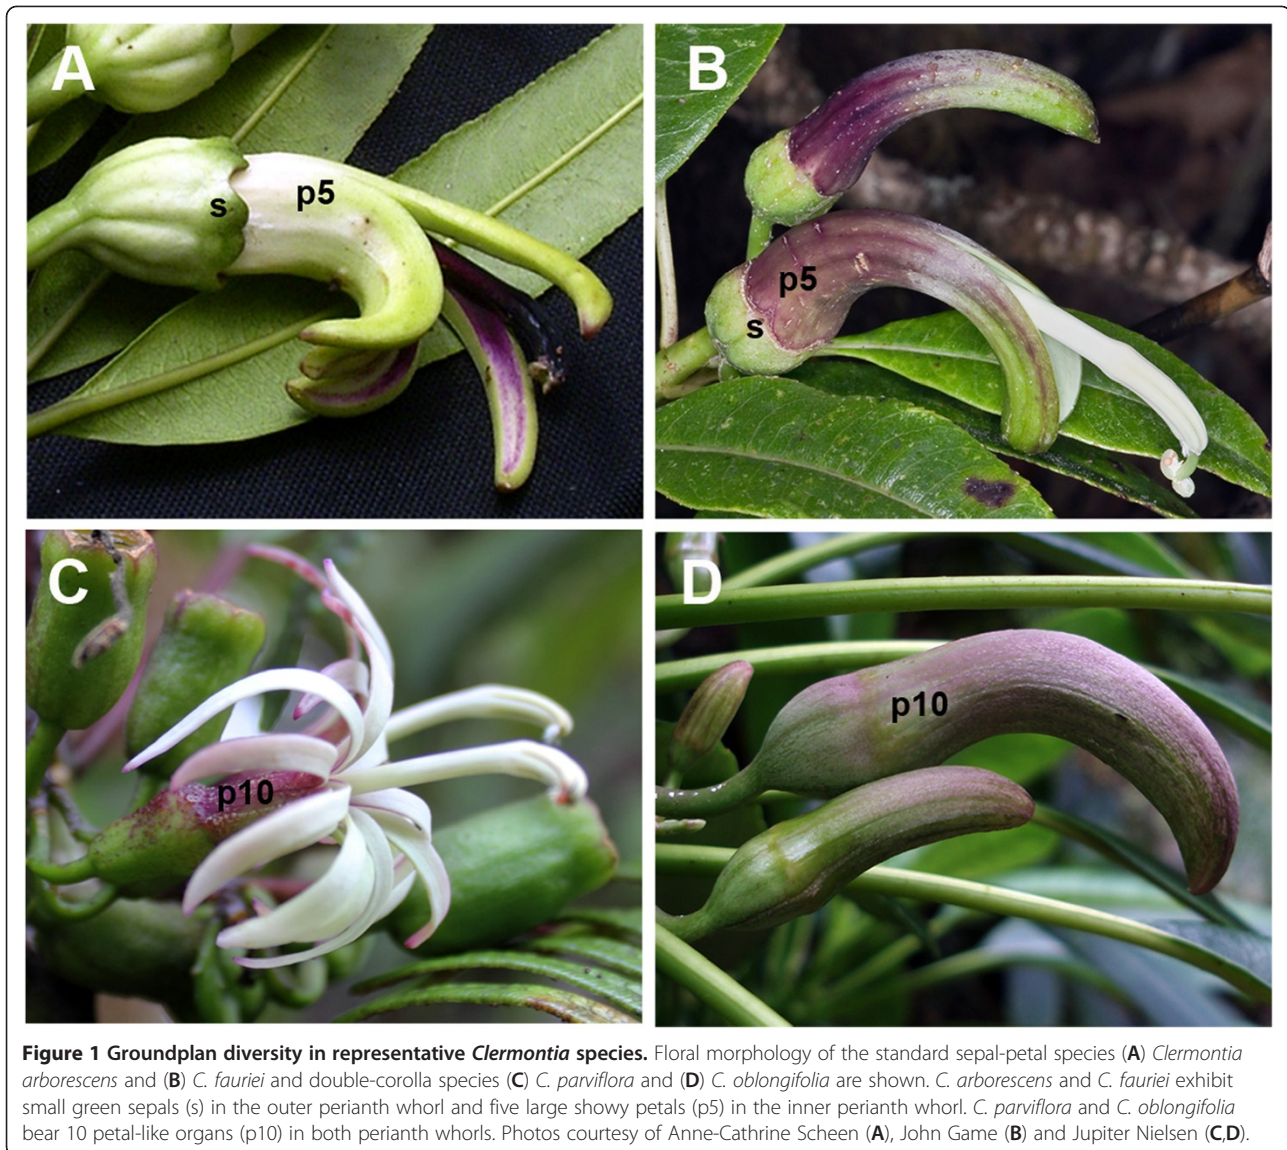 A
s
p5
B
p5
s
C
p10
D
p10
Figure 1 Groundplan diversity in representative Clermontia species. Floral morphology of the standard sepal-petal species (A) Clermontia
arborescens and (B) C. fauriei and double-corolla species (C) C. parviflora and (D) C. oblongifolia are shown. C. arborescens and C. fauriei exhibit
small green sepals (s) in the outer perianth whorl and five large showy petals (p5) in the inner perianth whorl. C. parviflora and C. oblongifolia
bear 10 petal-like organs (p10) in both perianth whorls. Photos courtesy of Anne-Cathrine Scheen (A), John Game (B) and Jupiter Nielsen (C,D).